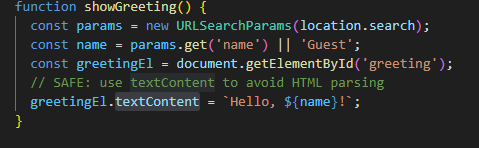 function showGreeting() {
  const params = new URLSearchParams(location.search);
  const name = params.get('name') || 'Guest';
  const greetingEl = document.getElementById('greeting');
  // SAFE: use textContent to avoid HTML parsing
  greetingEl.textContent = `Hello, ${name}!`;
}